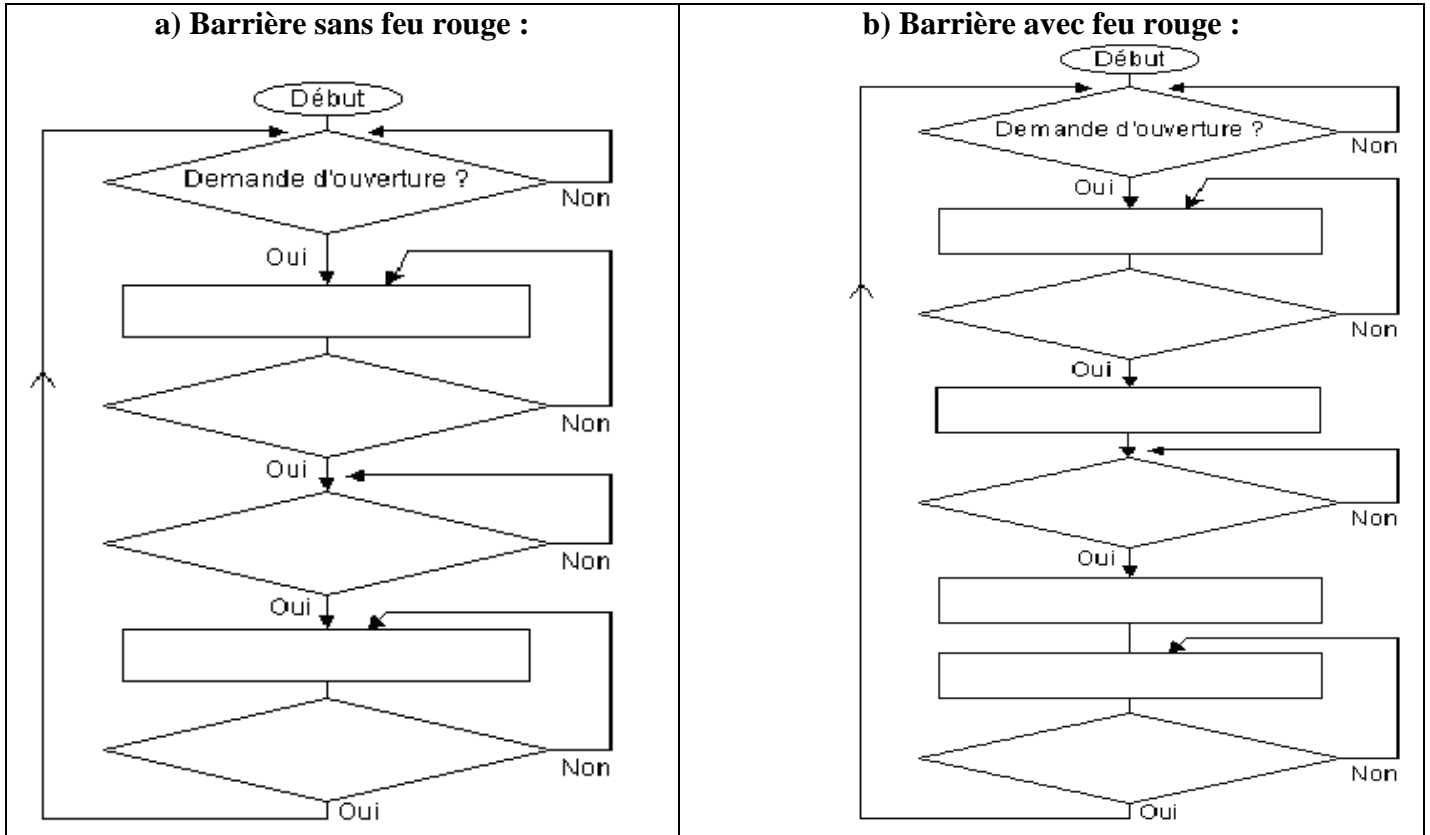 a) Barrière sans feu rouge :
Début
Demande d'ouverture ?
Non
Oui
Non
Oui
Non
Oui
Non
Oui
b) Barrière avec feu rouge :
Début
Demande d'ouverture ?
Non
Oui
Non
Oui
Non
Oui
Non
Oui